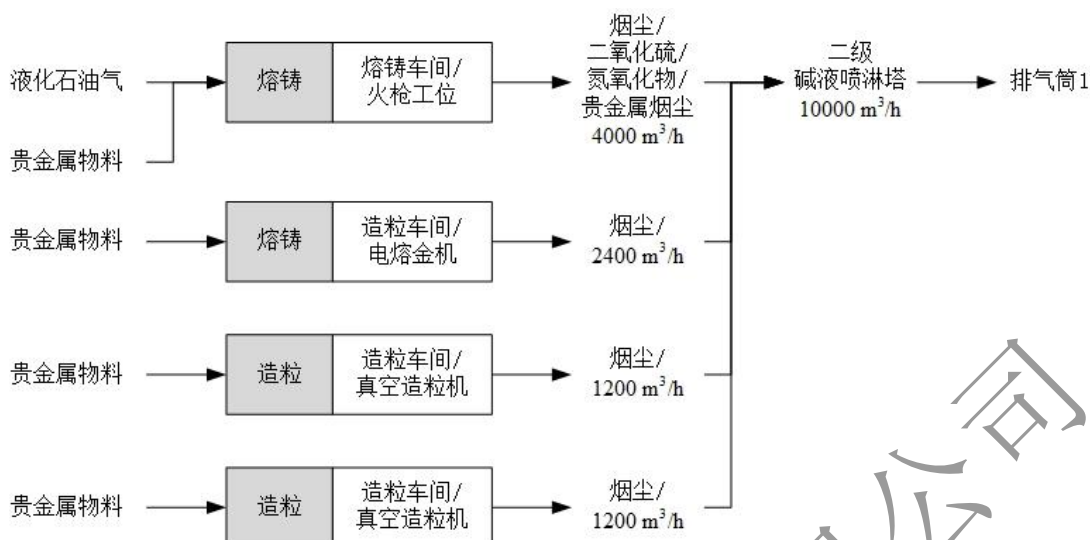 液化石油气
贵金属物料
熔铸
熔铸车间/
火枪工位
烟尘/
二氧化硫/
氮氧化物/
贵金属烟尘
4000 m³/h
二级
碱液喷淋塔
10000 m³/h
排气筒1
贵金属物料
熔铸
造粒车间/
电熔金机
烟尘/
2400 m³/h
贵金属物料
造粒
造粒车间/
真空造粒机
烟尘/
1200 m³/h
贵金属物料
造粒
造粒车间/
真空造粒机
烟尘/
1200 m³/h
公司